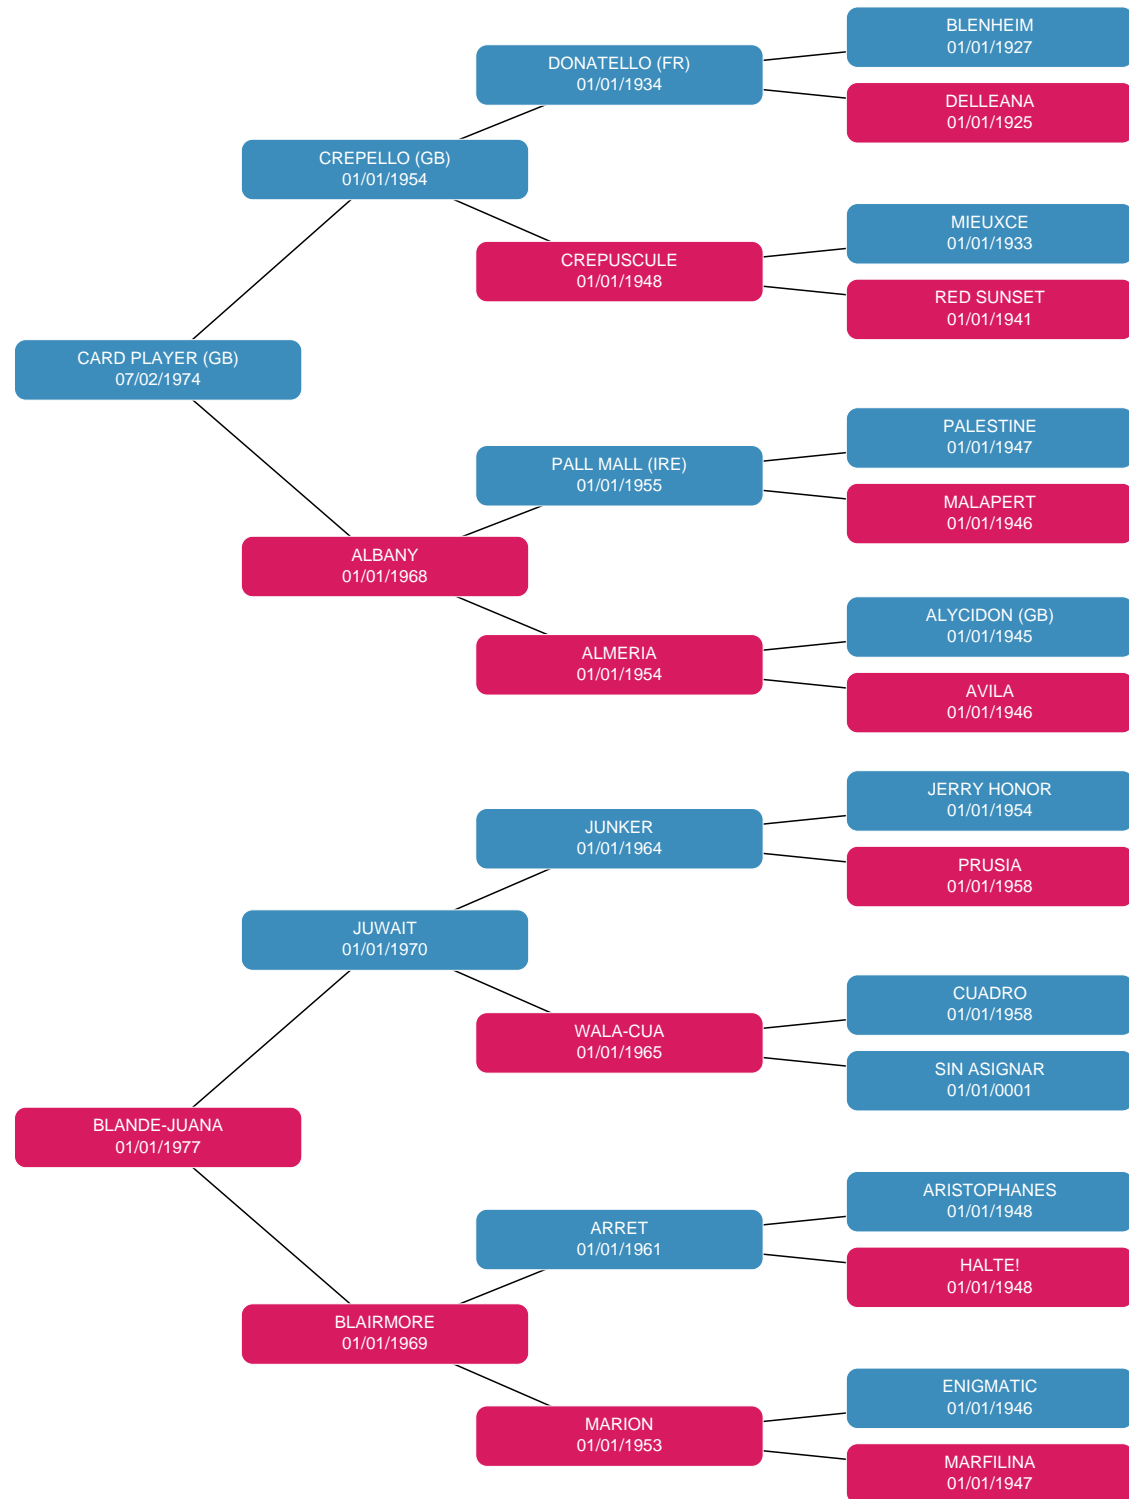 BLENHEIM
01/01/1927
DONATELLO (FR)
01/01/1934
DELLEANA
01/01/1925
CREPELLO (GB)
01/01/1954
MIEUXCE
01/01/1933
CREPUSCULE
01/01/1948
RED SUNSET
01/01/1941
CARD PLAYER (GB)
07/02/1974
PALESTINE
01/01/1947
PALL MALL (IRE)
01/01/1955
MALAPERT
01/01/1946
ALBANY
01/01/1968
ALYCIDON (GB)
01/01/1945
ALMERIA
01/01/1954
AVILA
01/01/1946
JERRY HONOR
01/01/1954
JUNKER
01/01/1964
PRUSIA
01/01/1958
JUWAIT
01/01/1970
CUADRO
01/01/1958
WALA-CUA
01/01/1965
SIN ASIGNAR
01/01/0001
BLANDE-JUANA
01/01/1977
ARISTOPHANES
01/01/1948
ARRET
01/01/1961
HALTE!
01/01/1948
BLAIRMORE
01/01/1969
ENIGMATIC
01/01/1946
MARION
01/01/1953
MARFILINA
01/01/1947